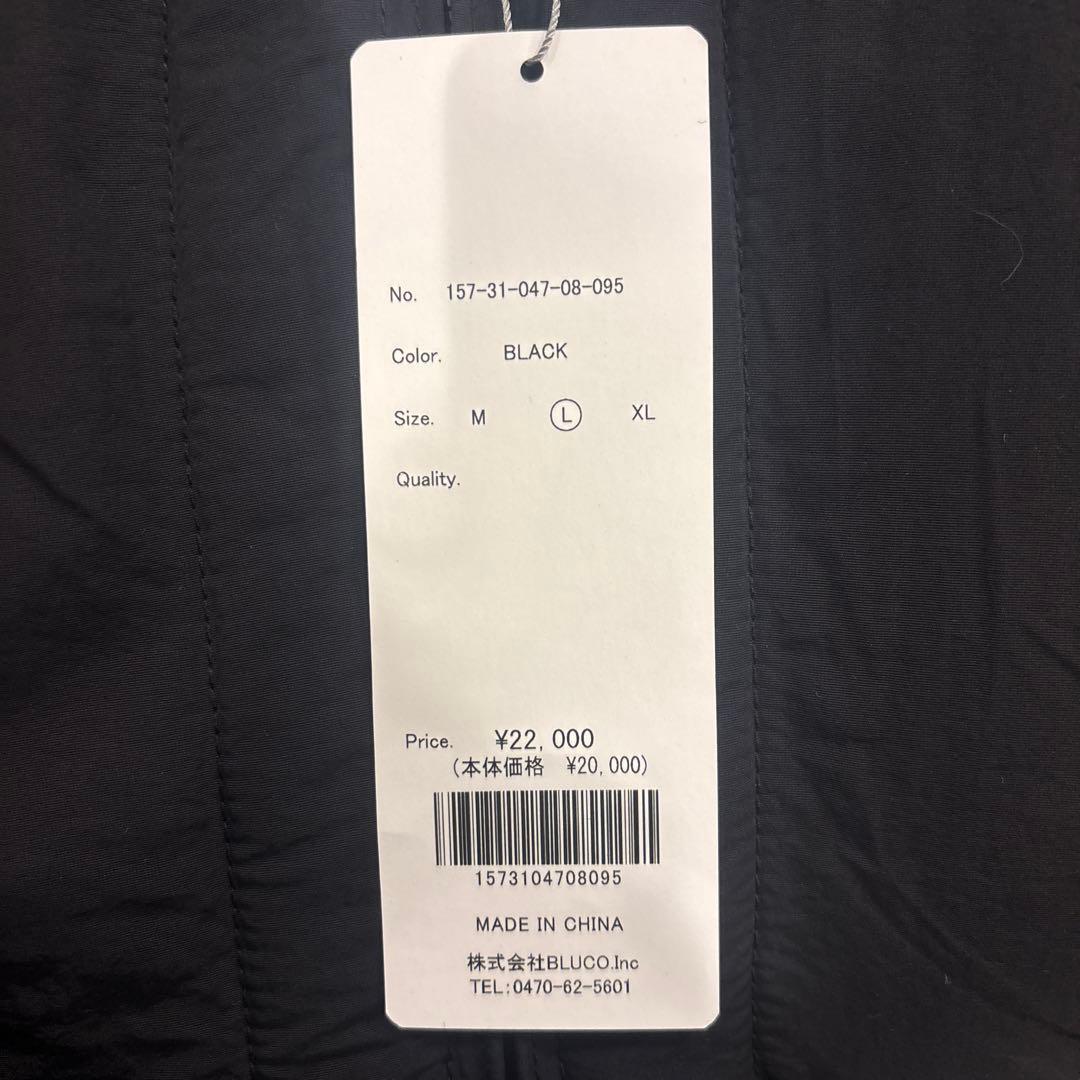 No. 157-31-047-08-095
Color. BLACK
Size. M L XL
Quality.
Price. ¥22,000
(本体価格 ¥20,000)
1573104708095
MADE IN CHINA
株式会社BLUCO.Inc
TEL:0470-62-5601